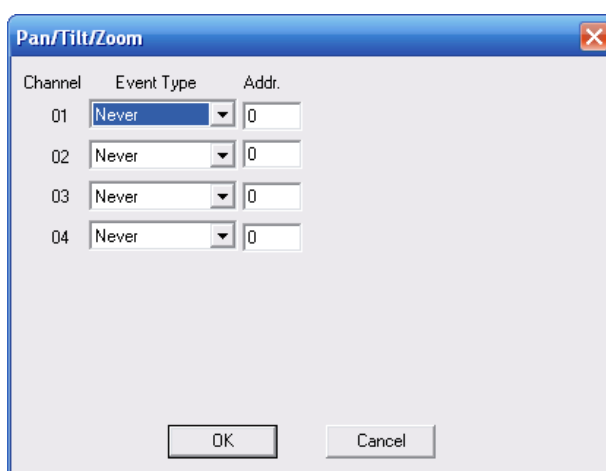 Pan/Tilt/Zoom
Channel Event Type Addr.
01 Never 0
02 Never 0
03 Never 0
04 Never 0
OK Cancel